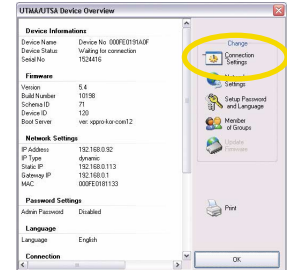 UTMA/UTSA Device Overview
Device Informations
Device Name Device No 000FE0191A0F
Device Status Waiting for connection
Serial No 1524416
Firmware
Version 5.4
Build Number 10198
Schema ID 71
Device ID 120
Boot Server ver: xppro-kor-com12
Network Settings
IP Address 192.168.0.92
IP Type dynamic
Static IP 192.168.0.113
Gateway IP 192.168.0.1
MAC 000FE0181133
Password Settings
Admin Password Disabled
Language
Language English
Connection
Change
Connection
Settings
Network
Settings
Setup Password
and Language
Member
of Groups
Update
Firmware
Print
OK